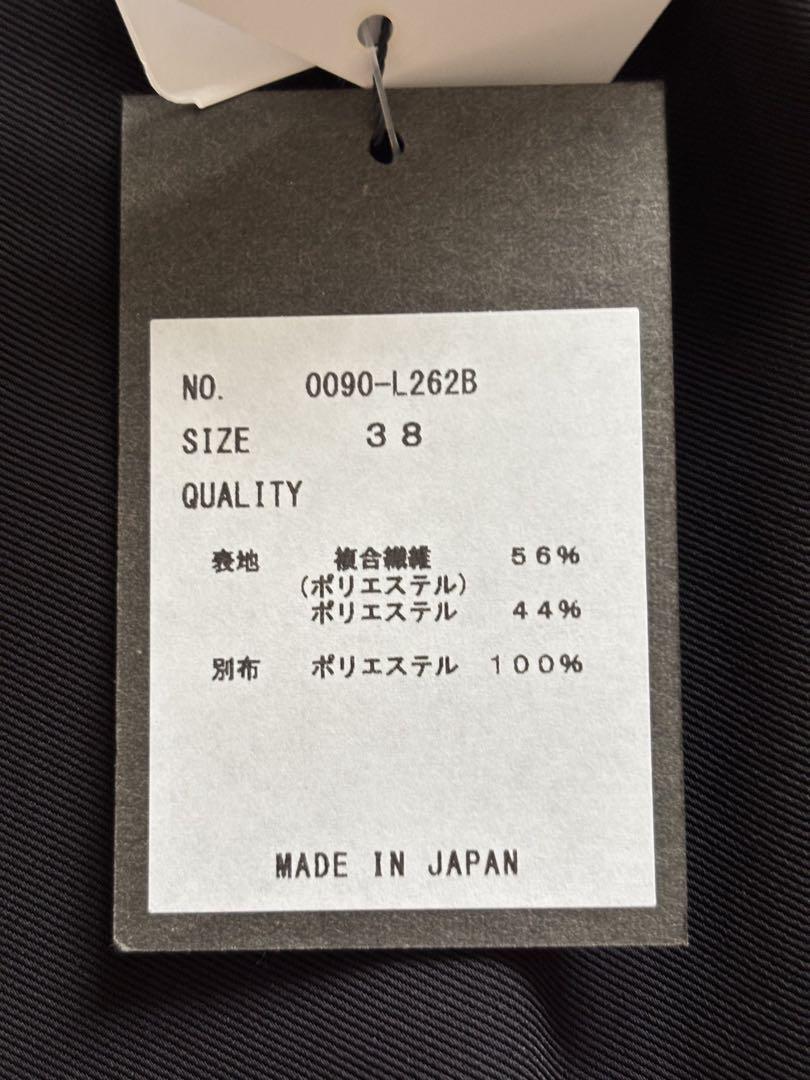 NO. 0090-L262B
SIZE ３８
QUALITY
表地 複合繊維 ５６%
(ポリエステル)
ポリエステル ４４%
別布 ポリエステル １００%
MADE IN JAPAN